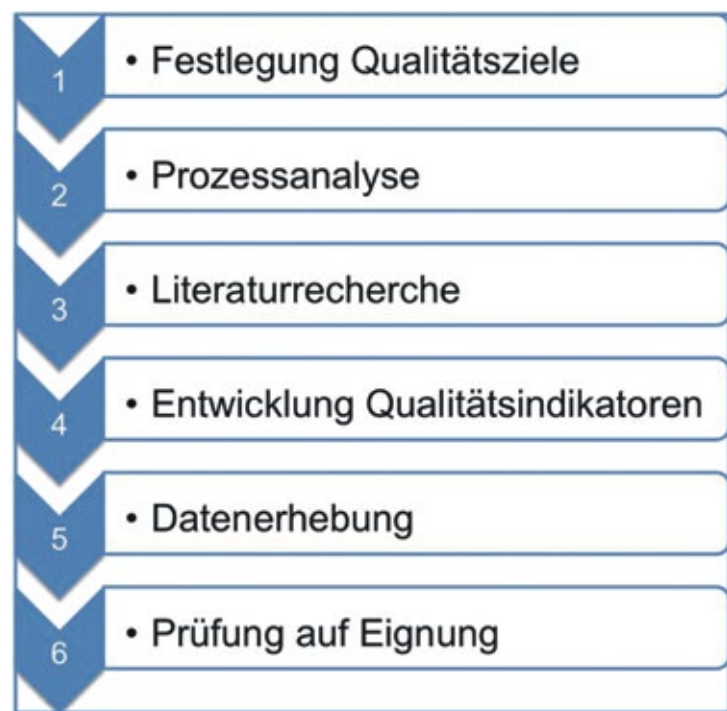 1 • Festlegung Qualitätsziele
2 • Prozessanalyse
3 • Literaturrecherche
4 • Entwicklung Qualitätsindikatoren
5 • Datenerhebung
6 • Prüfung auf Eignung